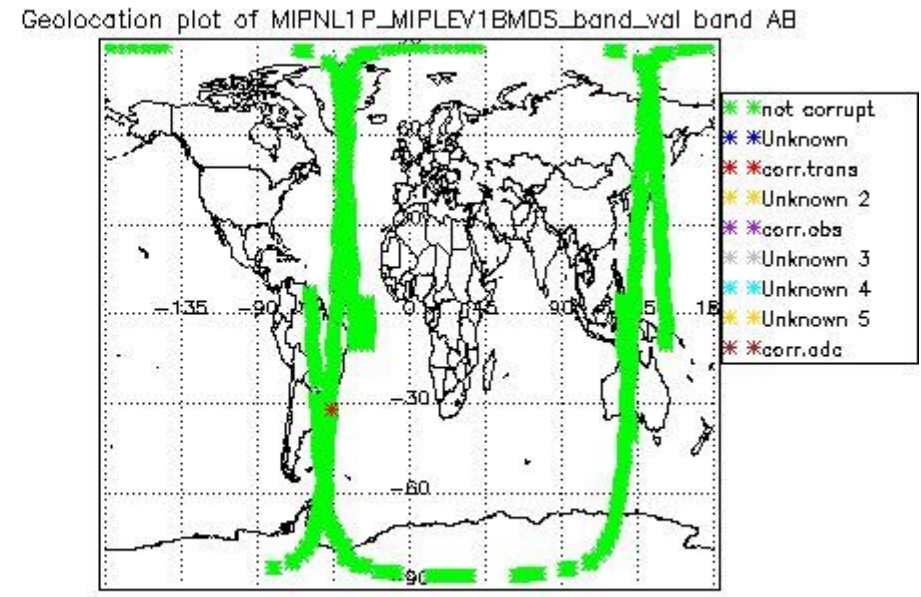 Geolocation plot of MIPNL1P_MIPLEV1BMDS_band_val band AB
not corrupt
Unknown
corr.trans
Unknown 2
corr.obs
Unknown 3
Unknown 4
Unknown 5
corr.adc
60
-135 -90 0 45 90
-30
-60
-90